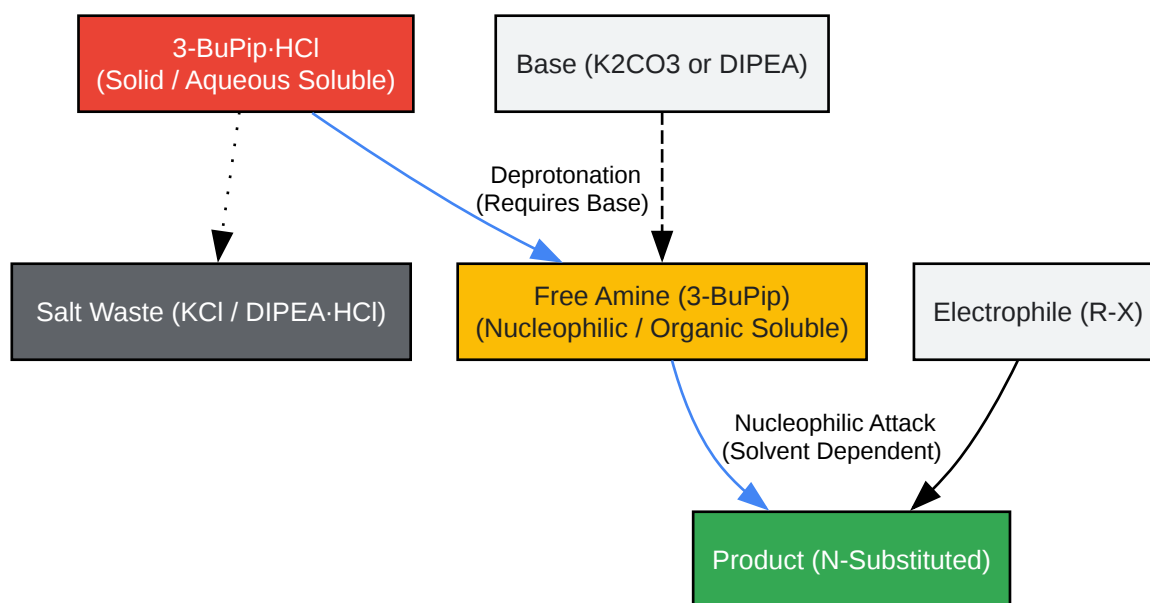 3-BuPip·HCl
(Solid / Aqueous Soluble)
Base (K2CO3 or DIPEA)
Deprotonation
(Requires Base)
Salt Waste (KCl / DIPEA·HCl)
Free Amine (3-BuPip)
(Nucleophilic / Organic Soluble)
Electrophile (R-X)
Nucleophilic Attack
(Solvent Dependent)
Product (N-Substituted)